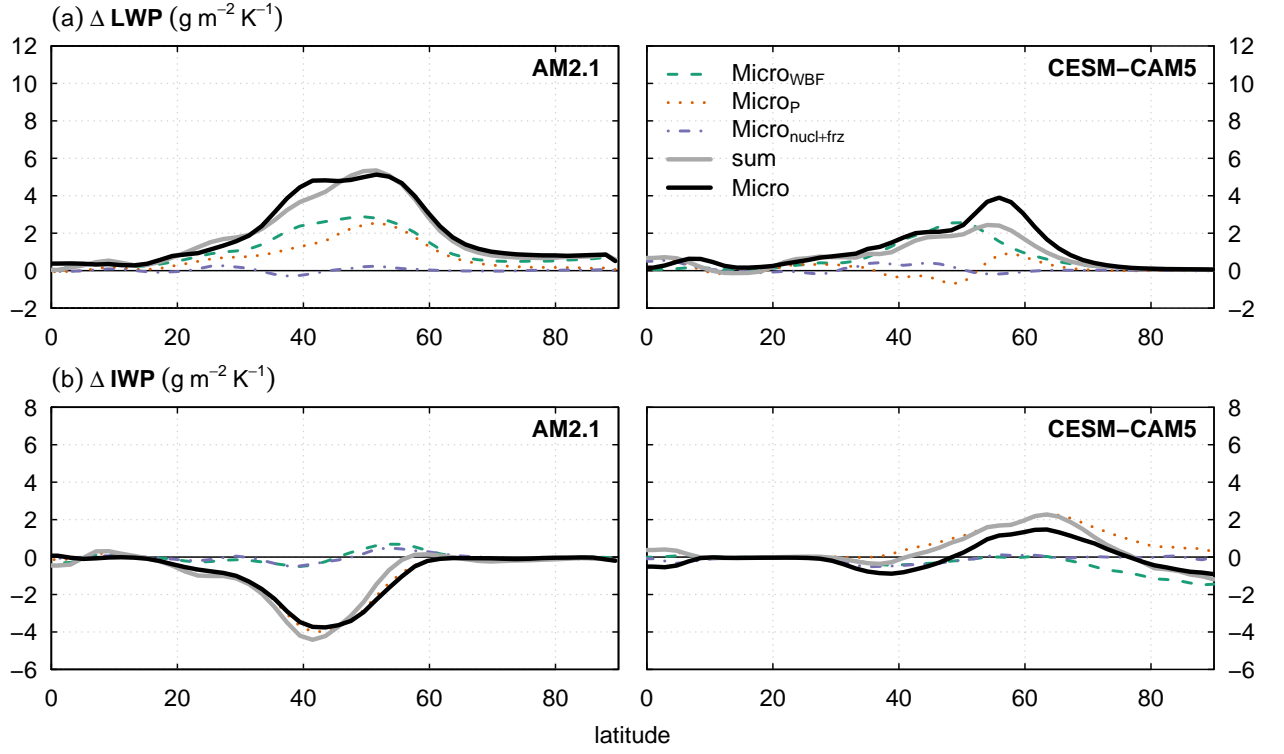 (a) Δ LWP (g m⁻² K⁻¹)
AM2.1
12
10
8
6
4
2
0
−2
0 20 40 60 80
CESM−CAM5
Micro_WBF
Micro_P
Micro_nucl+frz
sum
Micro
12
10
8
6
4
2
0
−2
0 20 40 60 80
(b) Δ IWP (g m⁻² K⁻¹)
AM2.1
8
6
4
2
0
−2
−4
−6
0 20 40 60 80
CESM−CAM5
8
6
4
2
0
−2
−4
−6
0 20 40 60 80
latitude